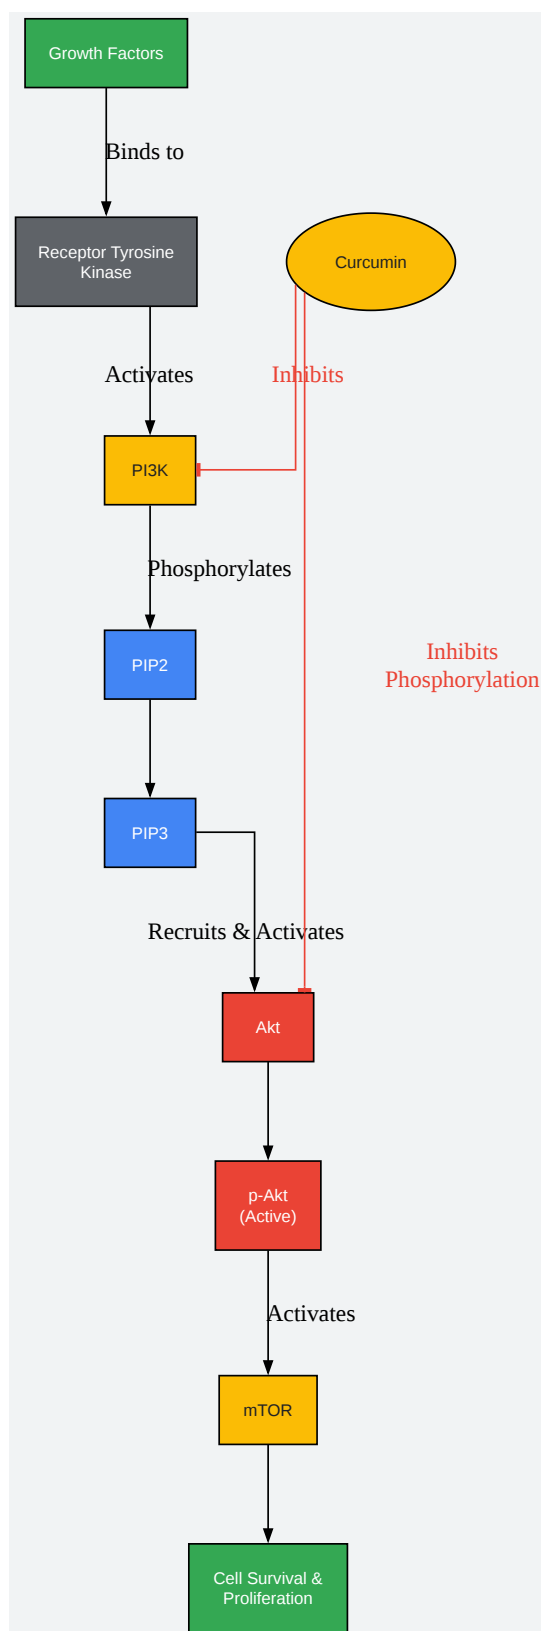 Growth Factors
Binds to
Receptor Tyrosine
Kinase
Curcumin
Activates
Inhibits
PI3K
Phosphorylates
PIP2
Inhibits
Phosphorylation
PIP3
Recruits & Activates
Akt
p-Akt
(Active)
Activates
mTOR
Cell Survival &
Proliferation